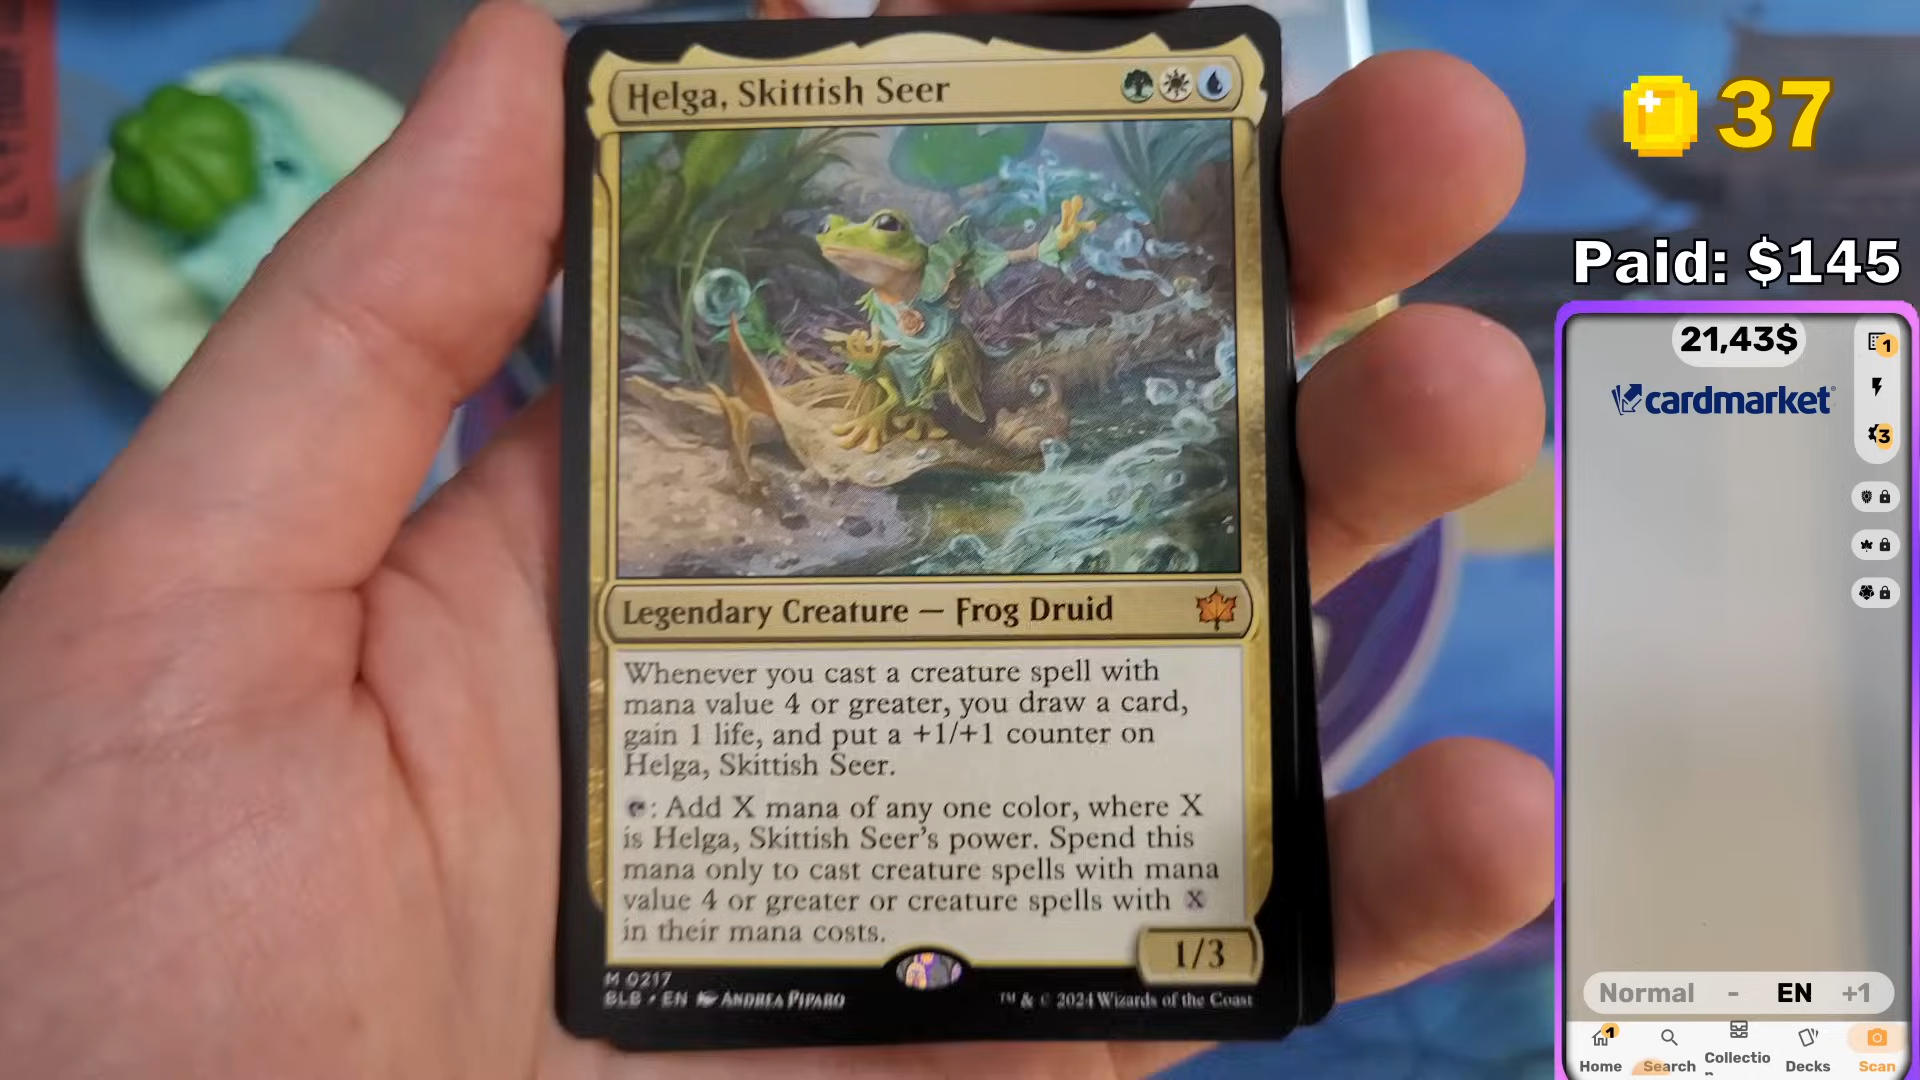 Helga, Skittish Seer
Legendary Creature — Frog Druid
Whenever you cast a creature spell with
mana value 4 or greater, you draw a card,
gain 1 life, and put a +1/+1 counter on
Helga, Skittish Seer.
: Add X mana of any one color, where X
is Helga, Skittish Seer's power. Spend this
mana only to cast creature spells with mana
value 4 or greater or creature spells with X
in their mana costs.
1/3
M 0217
BLB • EN ANDREA PIPARO
™ & © 2024 Wizards of the Coast
37
Paid: $145
21,43$
1
cardmarket
3
Normal - EN +1
1
Home Search Collectio
n Decks Scan